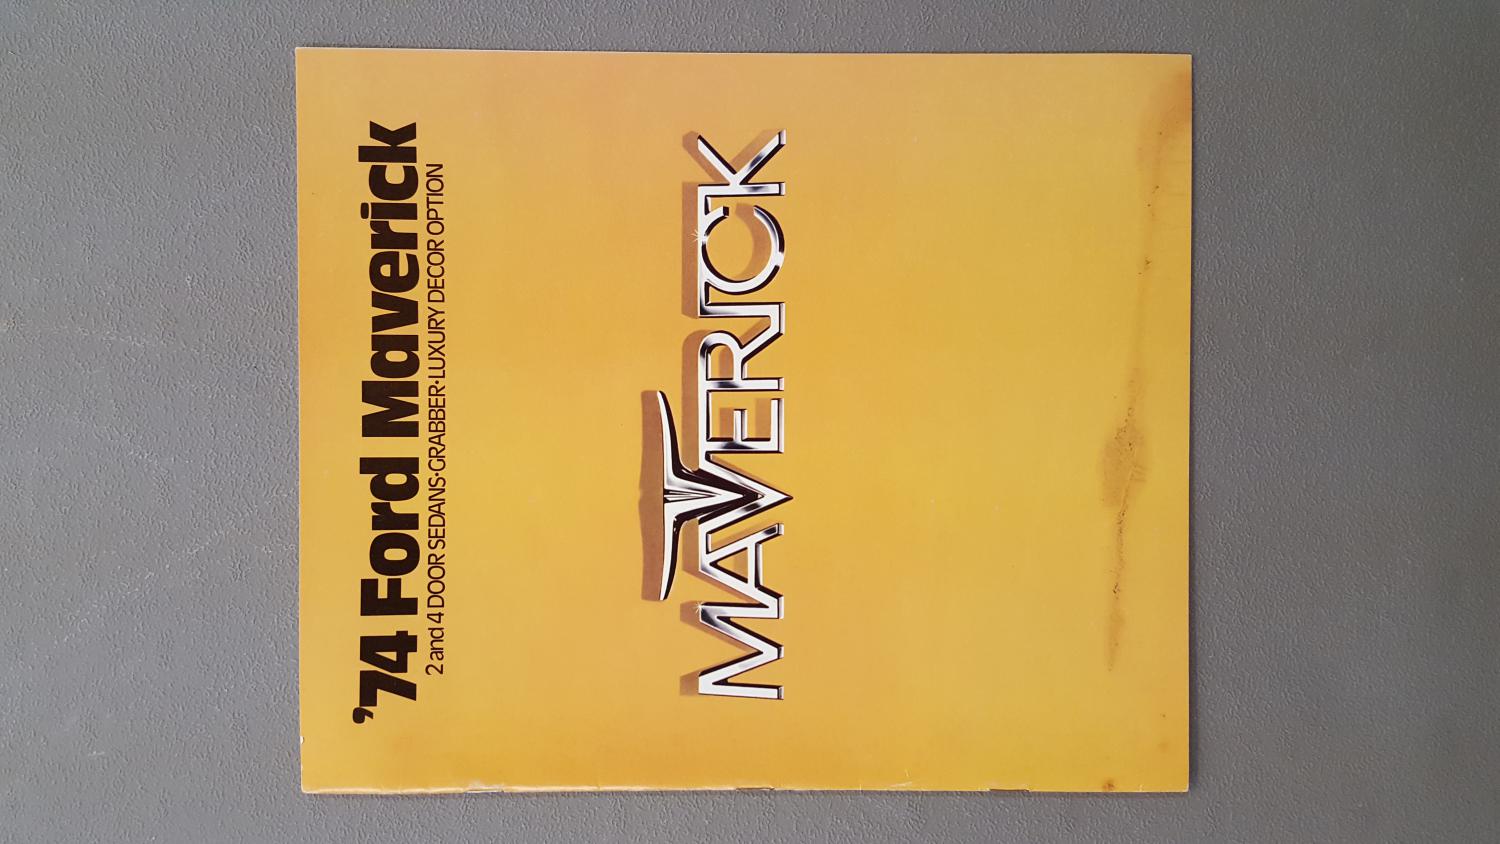 '74 Ford Maverick
2 and 4 DOOR SEDANS•GRABBER•LUXURY DECOR OPTION
MAVERICK